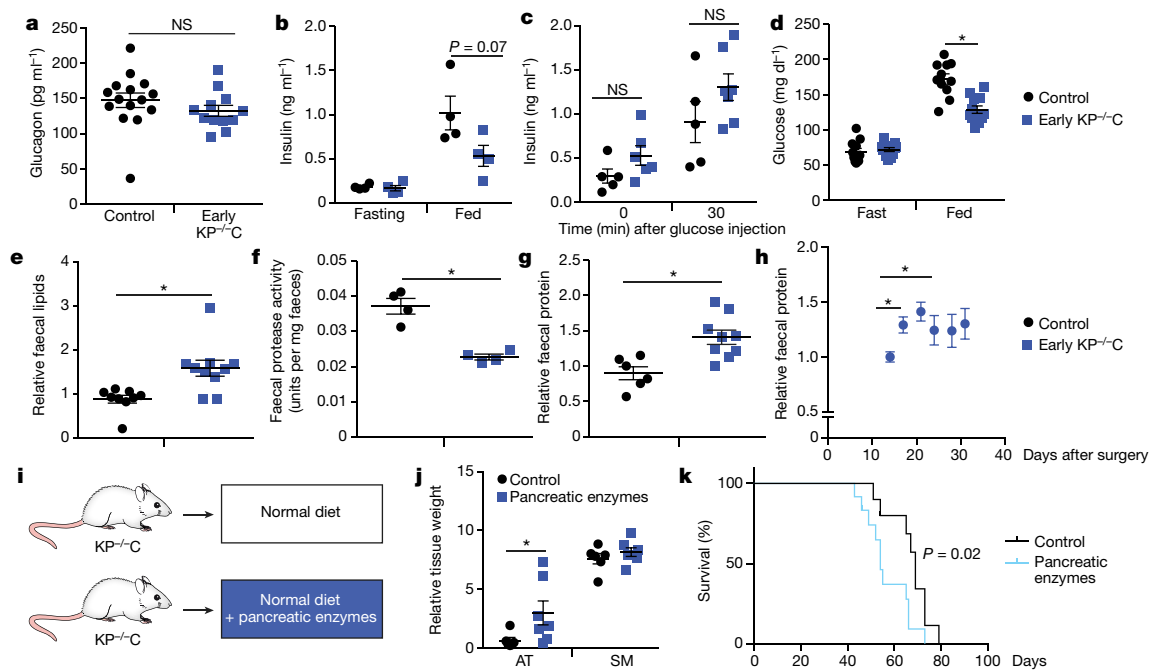 a
NS
Glucagon (pg ml⁻¹)
250
200
150
100
50
0
Control
Early
KP⁻/⁻C
b
P = 0.07
Insulin (ng ml⁻¹)
2.0
1.5
1.0
0.5
0
Fasting
Fed
c
NS
NS
Insulin (ng ml⁻¹)
2.0
1.5
1.0
0.5
0.0
0
30
Time (min) after glucose injection
d
*
Glucose (mg dl⁻¹)
250
200
150
100
50
0
Fast
Fed
Control
Early KP⁻/⁻C
e
*
Relative faecal lipids
4
3
2
1
0
f
*
Faecal protease activity
(units per mg faeces)
0.05
0.04
0.03
0.02
0.01
0
g
*
Relative faecal protein
2.5
2.0
1.5
1.0
0.5
0
h
*
*
Relative faecal protein
2.0
1.5
1.0
0.5
0
0
10
20
30
40
Days after surgery
Control
Early KP⁻/⁻C
i
KP⁻/⁻C
Normal diet
KP⁻/⁻C
Normal diet
+ pancreatic enzymes
j
Control
Pancreatic enzymes
*
Relative tissue weight
15
10
5
0
AT
SM
k
Survival (%)
100
50
0
P = 0.02
Control
Pancreatic
enzymes
0
20
40
60
80
100
Days